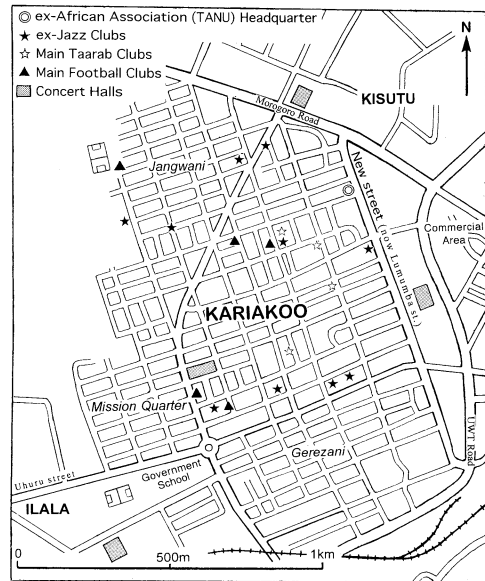 ex-African Association (TANU) Headquarter
ex-Jazz Clubs
Main Taarab Clubs
Main Football Clubs
Concert Halls
N
KISUTU
Morogoro Road
Jangwani
New street (now Lumumba st.)
Commercial
Area
KARIAKOO
Mission Quarter
Gerezani
UWT Road
Uhuru street
Government
School
ILALA
0
500m
1km